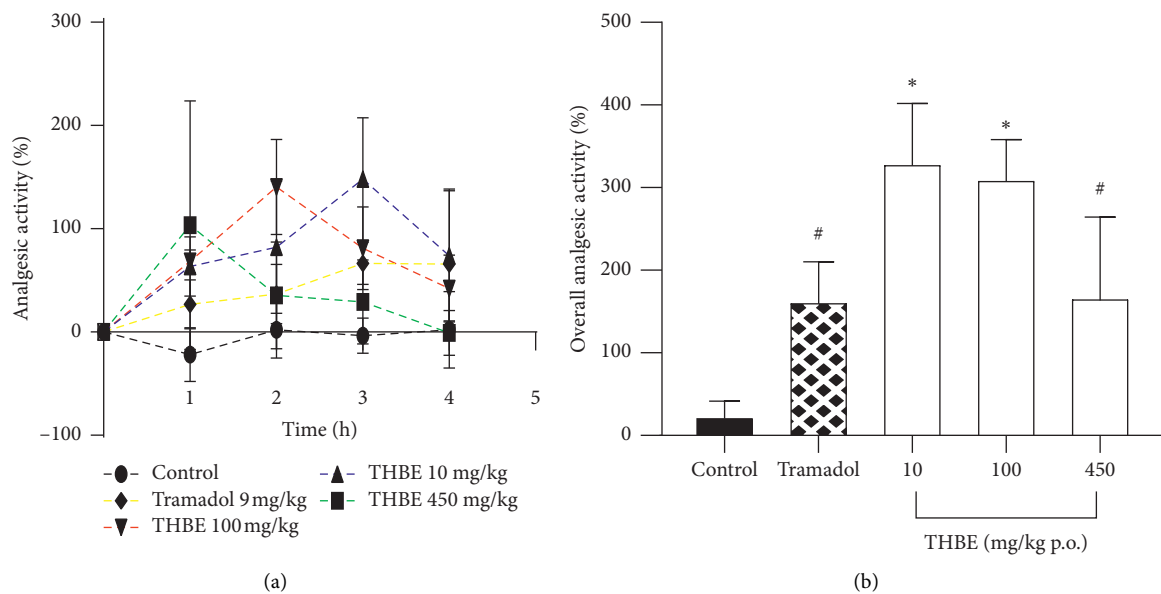 300
200
100
0
–100
Analgesic activity (%)
1 2 3 4 5
Time (h)
Control
Tramadol 9 mg/kg
THBE 100 mg/kg
THBE 10 mg/kg
THBE 450 mg/kg
(a)
500
400
300
200
100
0
Overall analgesic activity (%)
#
*
*
#
Control Tramadol 10 100 450
THBE (mg/kg p.o.)
(b)